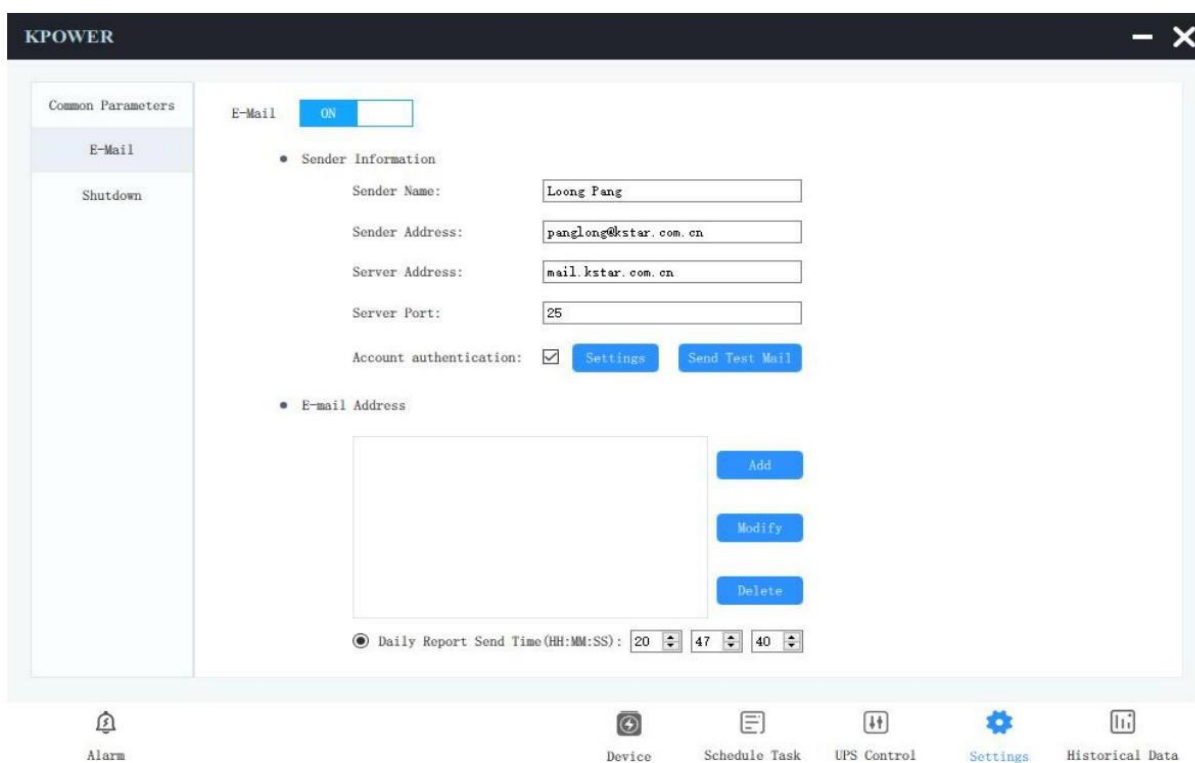 KPOWER
Common Parameters
E-Mail
Shutdown
E-Mail ON
Sender Information
Sender Name: Loong Pang
Sender Address: panglong@kstar.com.cn
Server Address: mail.kstar.com.cn
Server Port: 25
Account authentication: Settings Send Test Mail
E-mail Address
Add
Modify
Delete
Daily Report Send Time(HH:MM:SS): 20 47 40
Alarm Device Schedule Task UPS Control Settings Historical Data